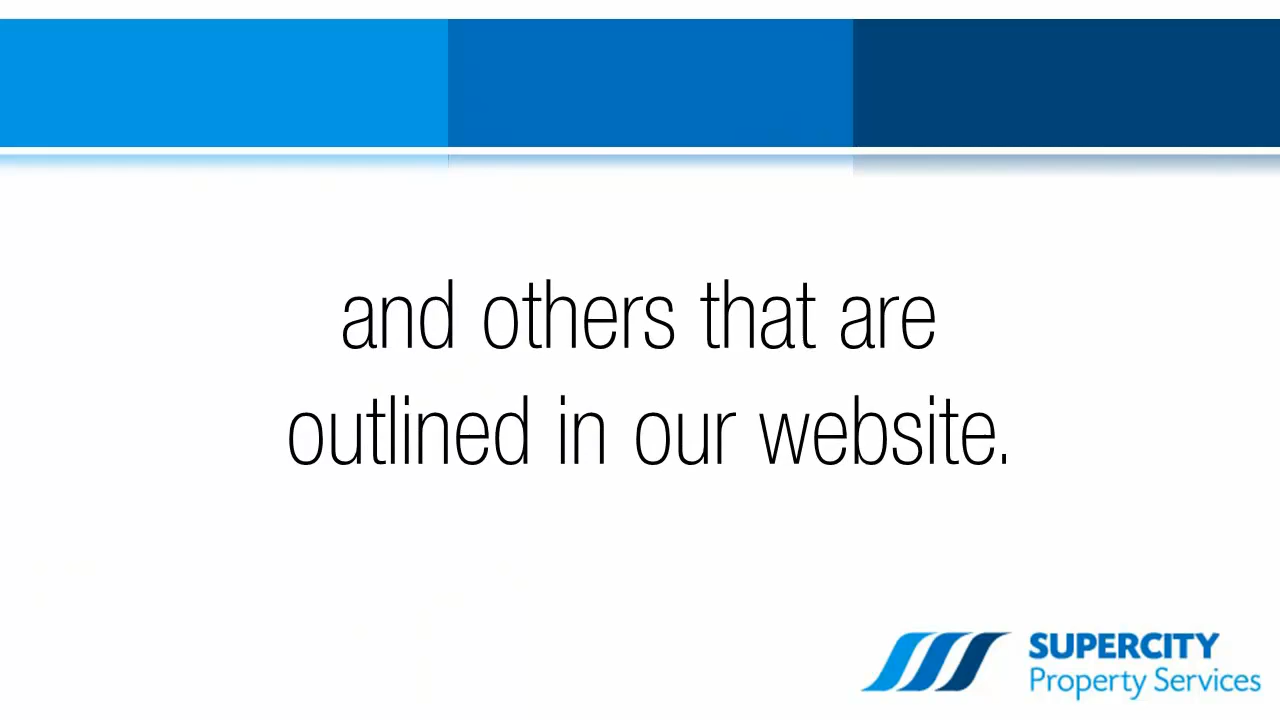 and others that are
outlined in our website.
SUPERCITY
Property Services